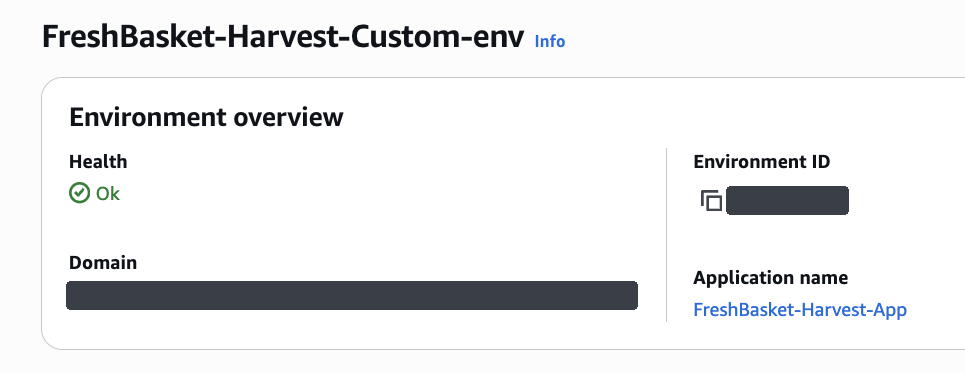 FreshBasket-Harvest-Custom-env Info
Environment overview
Health
Ok
Domain
Environment ID
Application name
FreshBasket-Harvest-App